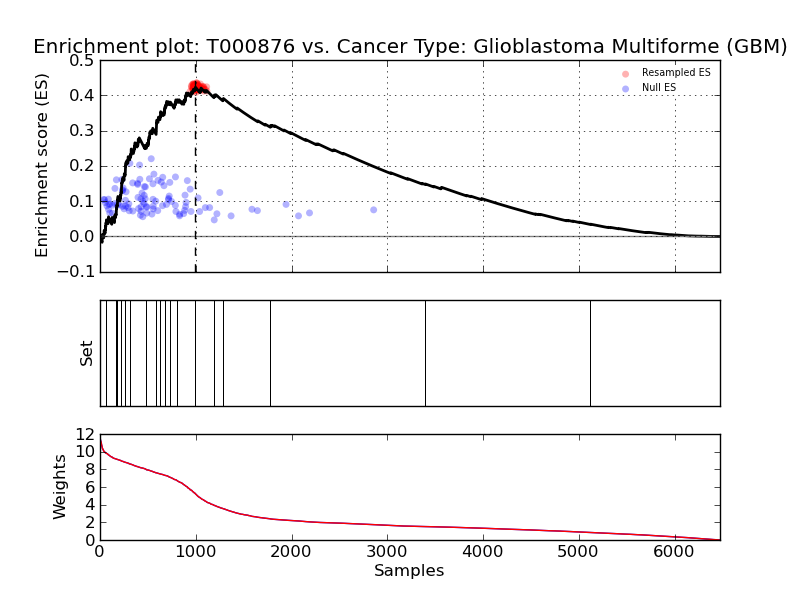 Enrichment plot: T000876 vs. Cancer Type: Glioblastoma Multiforme (GBM)
0.5
0.4
0.3
0.2
0.1
0.0
−0.1
Enrichment score (ES)
Resampled ES
Null ES
Set
12
10
8
6
4
2
0
Weights
0 1000 2000 3000 4000 5000 6000
Samples